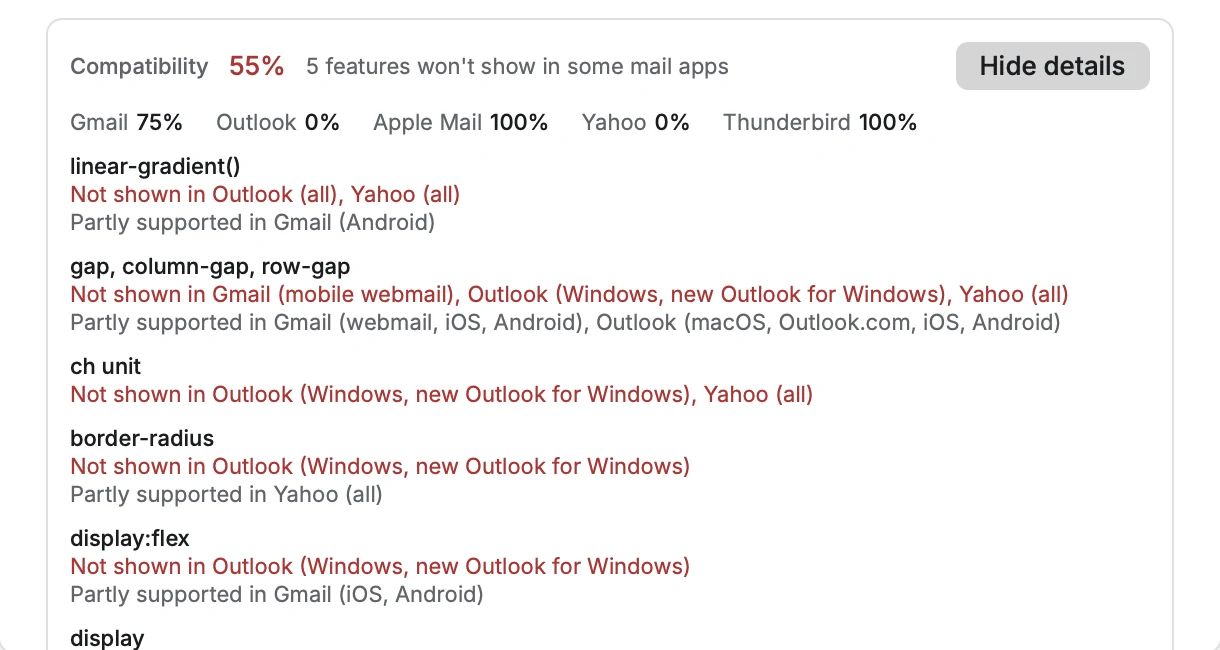 Compatibility 55% 5 features won't show in some mail apps Hide details
Gmail 75% Outlook 0% Apple Mail 100% Yahoo 0% Thunderbird 100%
linear-gradient()
Not shown in Outlook (all), Yahoo (all)
Partly supported in Gmail (Android)
gap, column-gap, row-gap
Not shown in Gmail (mobile webmail), Outlook (Windows, new Outlook for Windows), Yahoo (all)
Partly supported in Gmail (webmail, iOS, Android), Outlook (macOS, Outlook.com, iOS, Android)
ch unit
Not shown in Outlook (Windows, new Outlook for Windows), Yahoo (all)
border-radius
Not shown in Outlook (Windows, new Outlook for Windows)
Partly supported in Yahoo (all)
display:flex
Not shown in Outlook (Windows, new Outlook for Windows)
Partly supported in Gmail (iOS, Android)
display